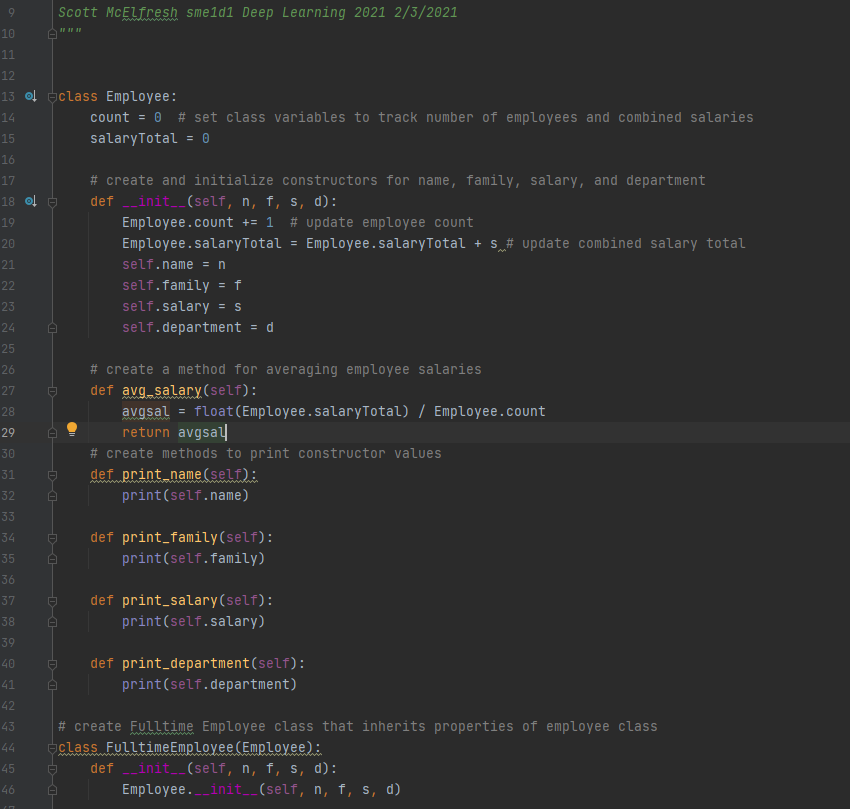 9 Scott McElfresh sme1d1 Deep Learning 2021 2/3/2021
10 """
11
12
13 class Employee:
14     count = 0  # set class variables to track number of employees and combined salaries
15     salaryTotal = 0
16
17     # create and initialize constructors for name, family, salary, and department
18     def __init__(self, n, f, s, d):
19         Employee.count += 1  # update employee count
20         Employee.salaryTotal = Employee.salaryTotal + s # update combined salary total
21         self.name = n
22         self.family = f
23         self.salary = s
24         self.department = d
25
26     # create a method for averaging employee salaries
27     def avg_salary(self):
28         avgsal = float(Employee.salaryTotal) / Employee.count
29         return avgsal
30     # create methods to print constructor values
31     def print_name(self):
32         print(self.name)
33
34     def print_family(self):
35         print(self.family)
36
37     def print_salary(self):
38         print(self.salary)
39
40     def print_department(self):
41         print(self.department)
42
43 # create Fulltime Employee class that inherits properties of employee class
44 class FulltimeEmployee(Employee):
45     def __init__(self, n, f, s, d):
46         Employee.__init__(self, n, f, s, d)